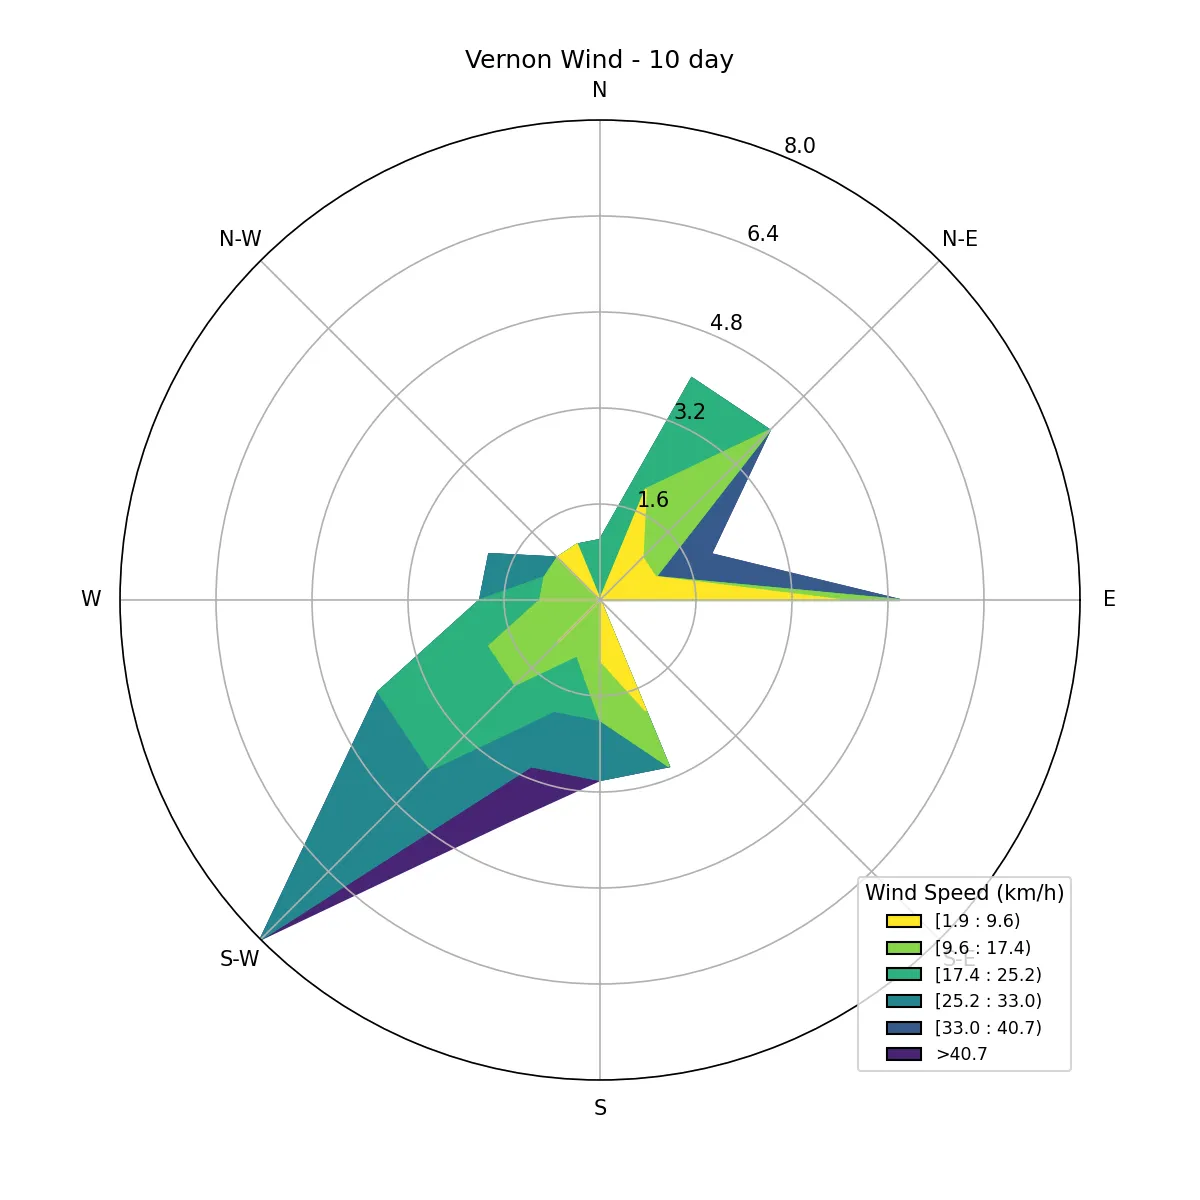 Vernon Wind - 10 day
N
8.0
N-W
6.4
N-E
4.8
3.2
1.6
W
E
S-W
S-E
Wind Speed (km/h)
[1.9 : 9.6)
[9.6 : 17.4)
[17.4 : 25.2)
[25.2 : 33.0)
[33.0 : 40.7)
>40.7
S